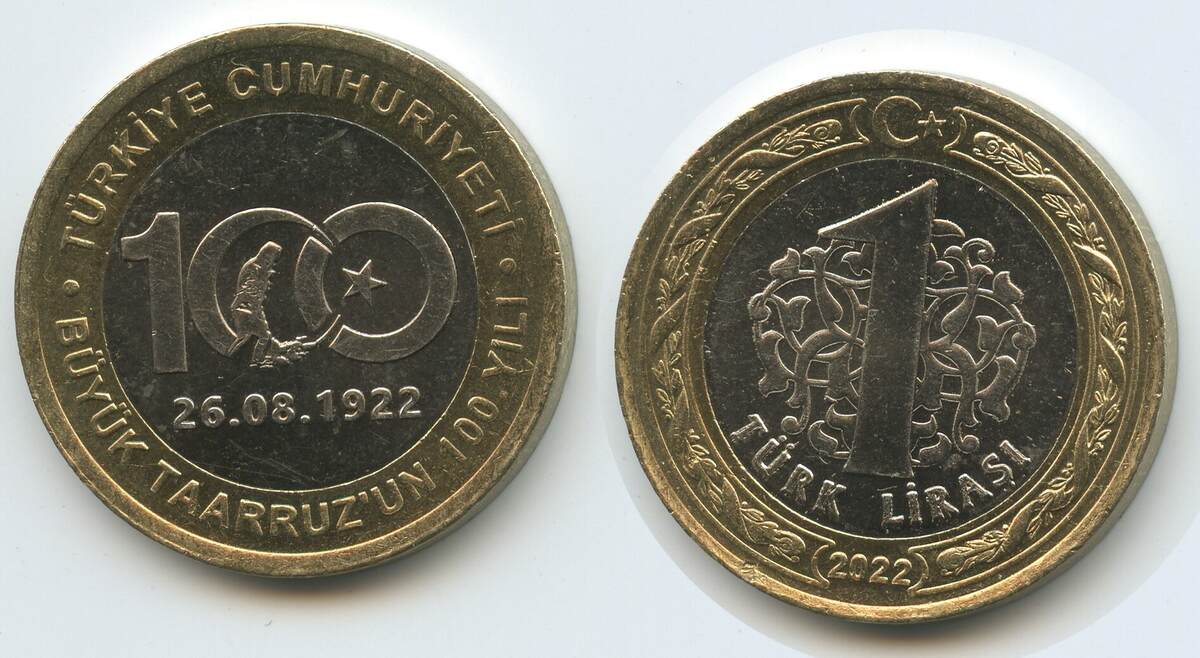 TÜRKİYE CUMHURİYETİ
100
26.08.1922
BÜYÜK TAARRUZ'UN 100.YILI
1
TÜRK LİRASI
2022